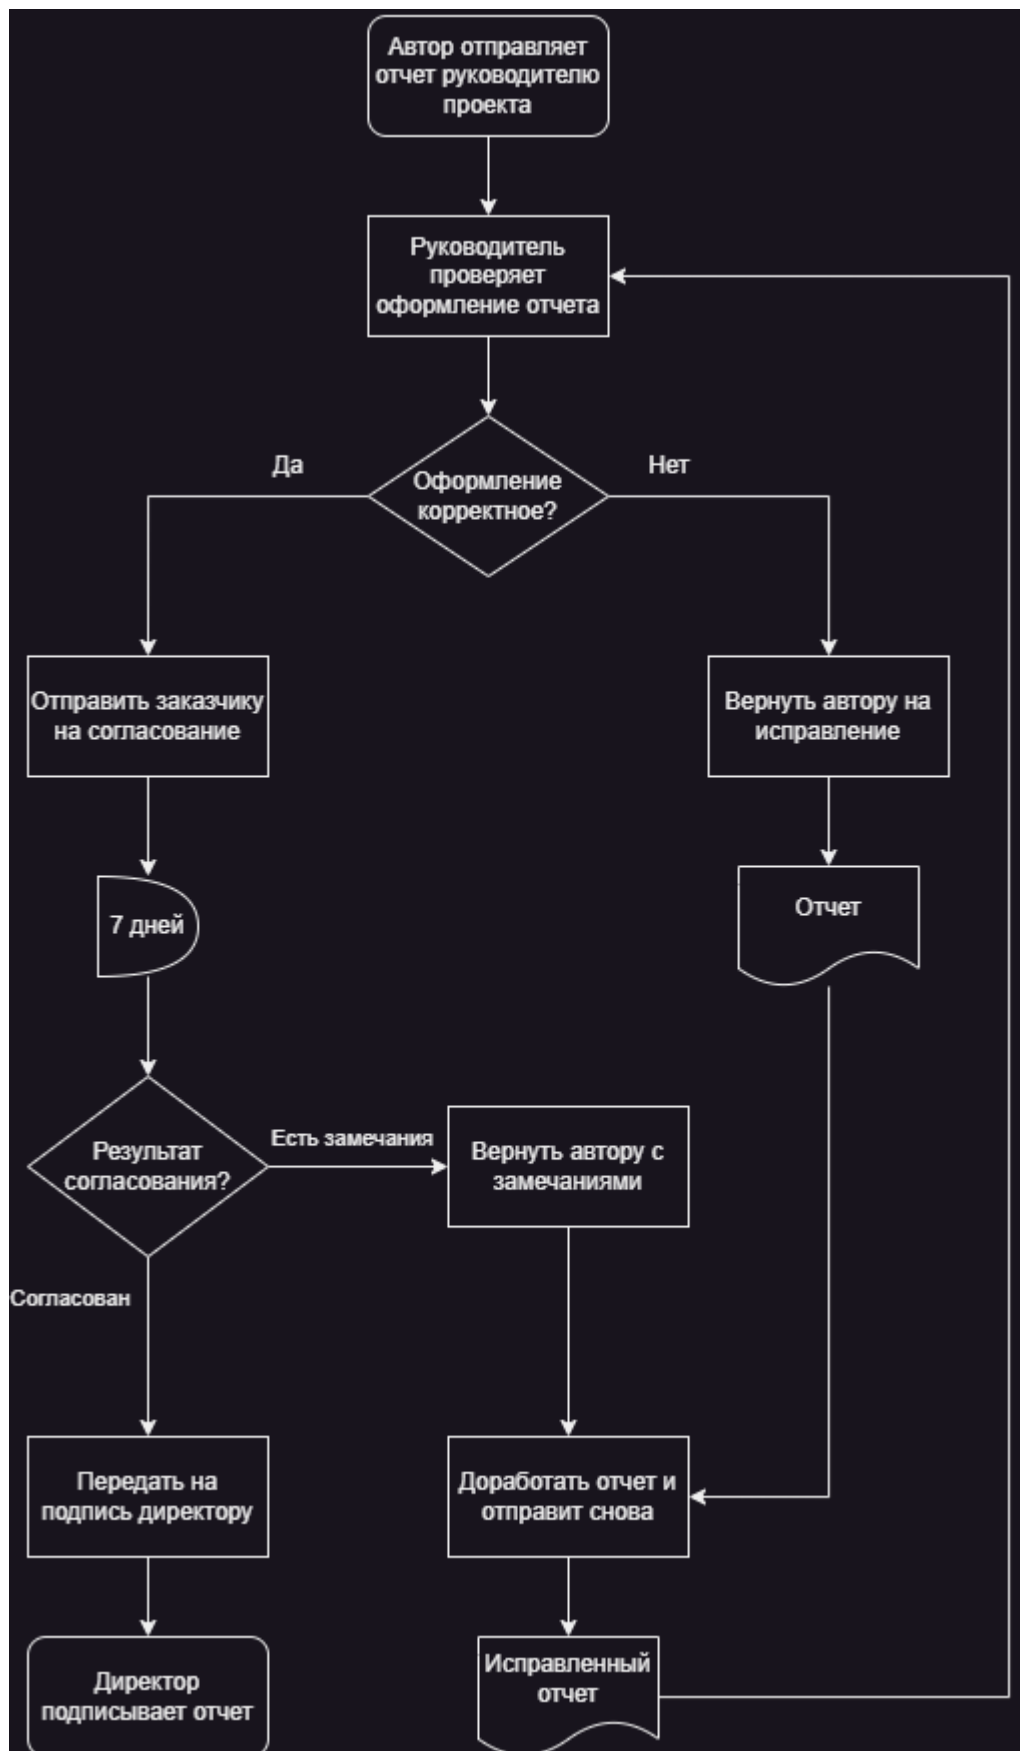 Автор отправляет
отчет руководителю
проекта
Руководитель
проверяет
оформление отчета
Да
Нет
Оформление
корректное?
Отправить заказчику
на согласование
Вернуть автору на
исправление
7 дней
Отчет
Результат
согласования?
Есть замечания
Вернуть автору с
замечаниями
Согласован
Передать на
подпись директору
Доработать отчет и
отправит снова
Директор
подписывает отчет
Исправленный
отчет